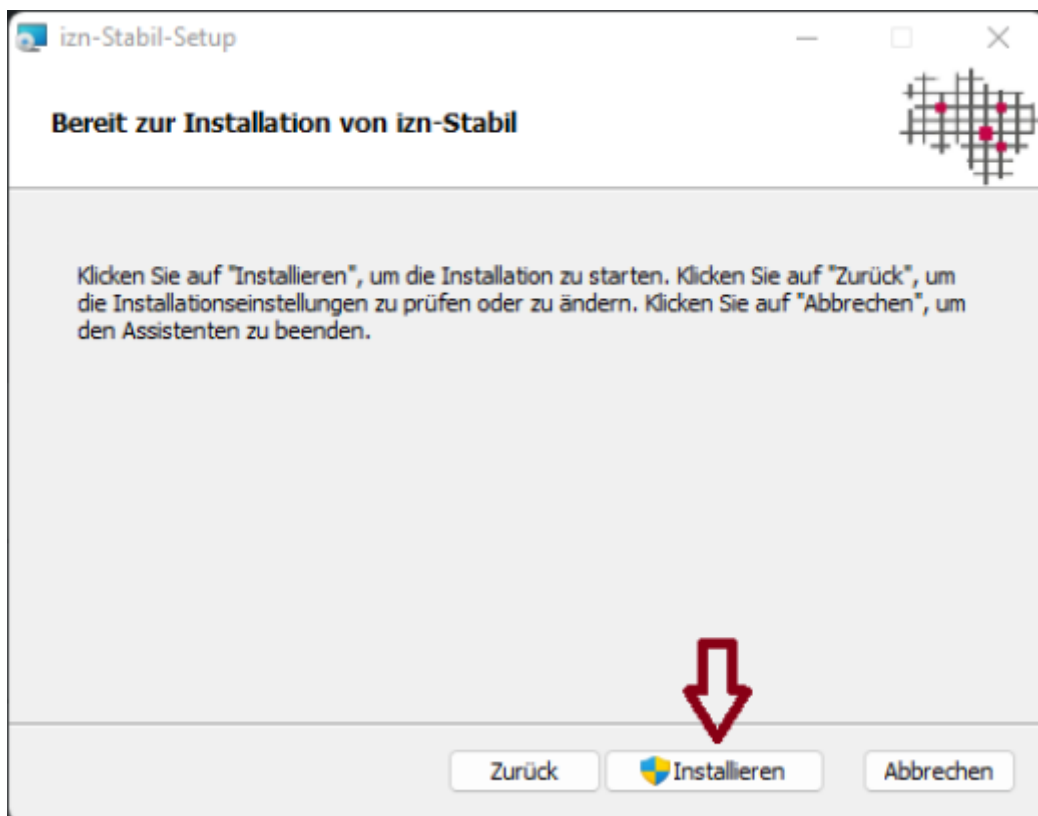 izn-Stabil-Setup
Bereit zur Installation von izn-Stabil
Klicken Sie auf "Installieren", um die Installation zu starten. Klicken Sie auf "Zurück", um
die Installationseinstellungen zu prüfen oder zu ändern. Klicken Sie auf "Abbrechen", um
den Assistenten zu beenden.
Zurück Installieren Abbrechen